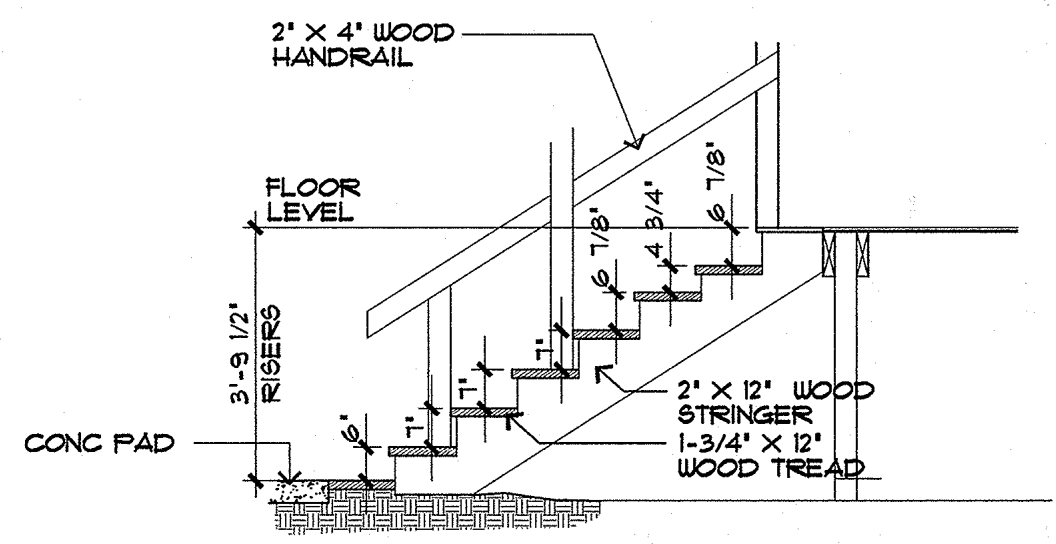 2" X 4" WOOD
HANDRAIL
FLOOR
LEVEL
6 7/8"
4 3/4"
6 7/8"
7"
7"
7"
6"
3'-9 1/2"
RISERS
2" X 12" WOOD
STRINGER
1-3/4" X 12"
WOOD TREAD
CONC PAD